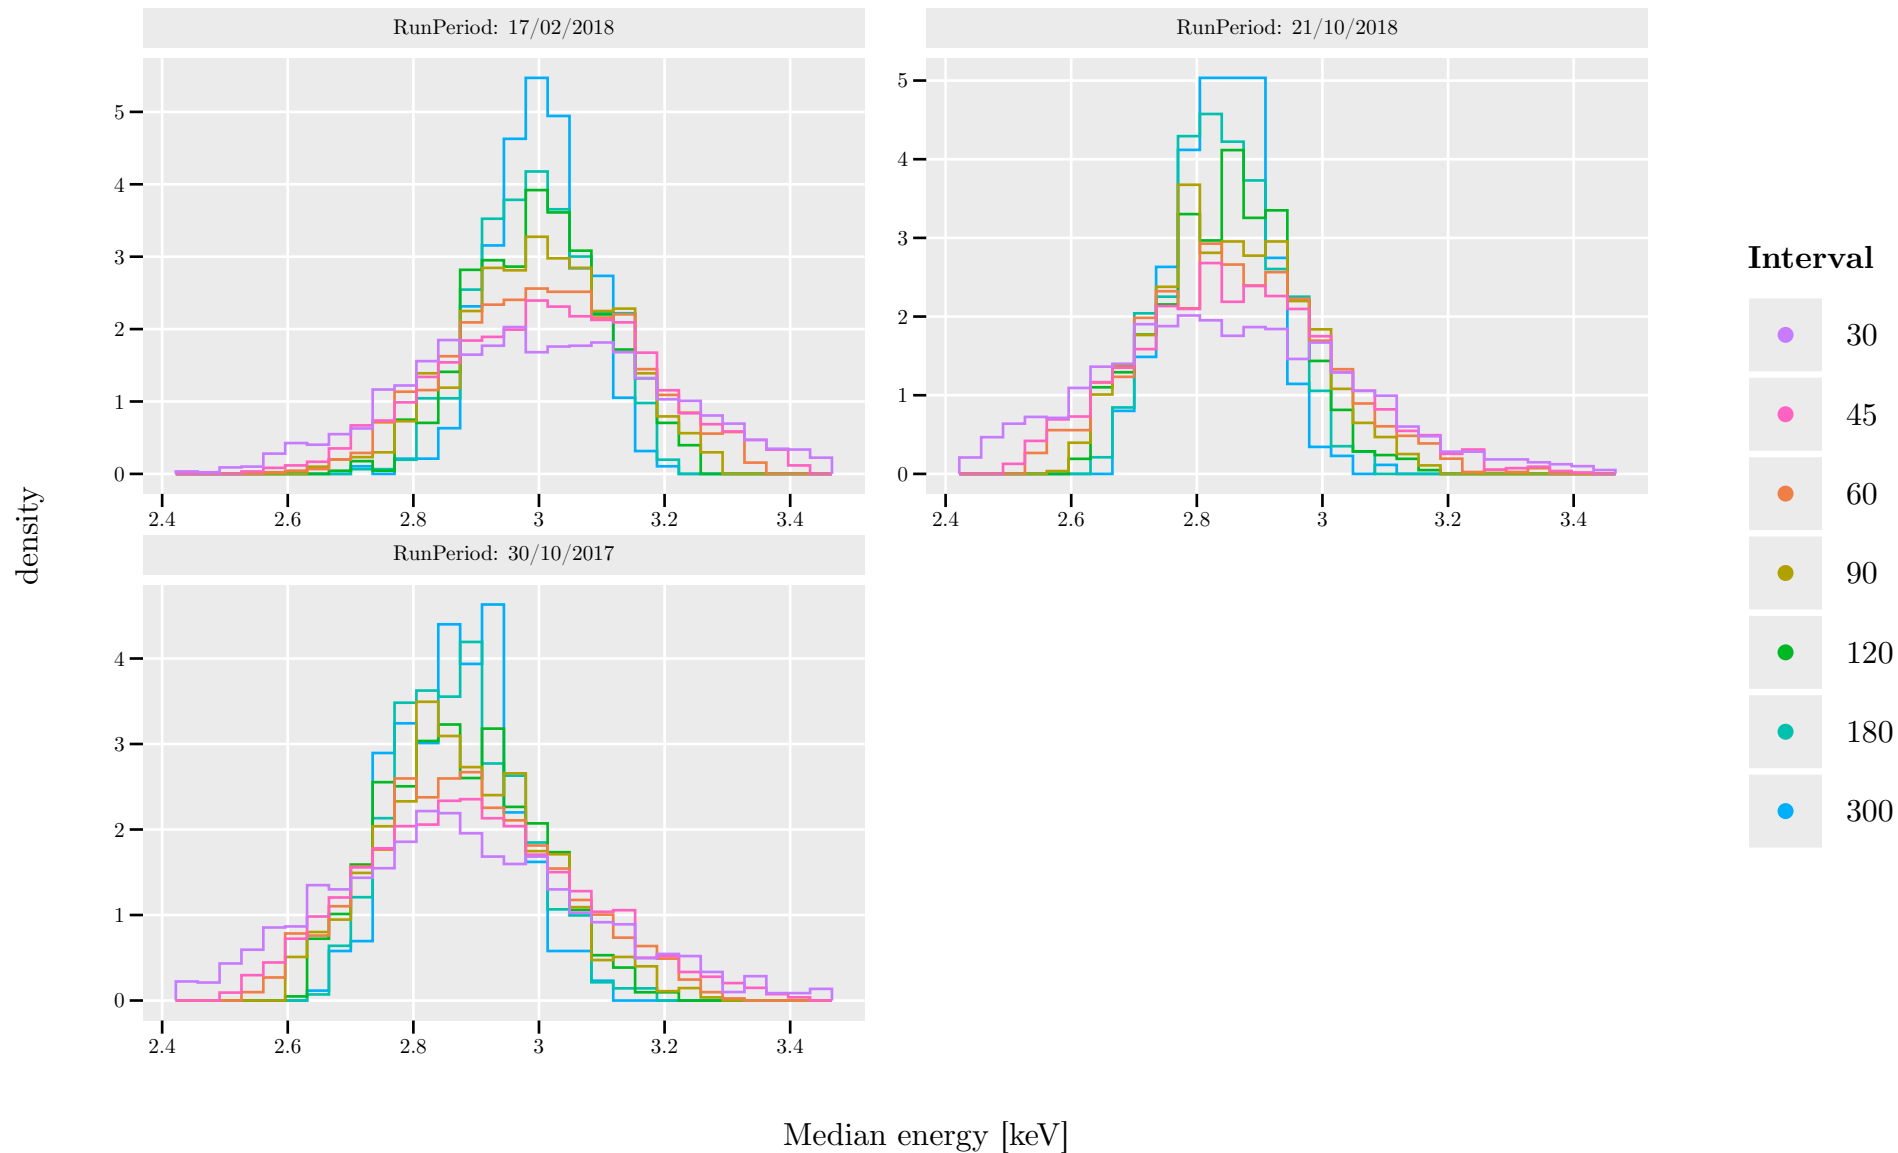 RunPeriod: 17/02/2018
5
4
3
2
1
0
2.4 2.6 2.8 3 3.2 3.4
RunPeriod: 21/10/2018
5
4
3
2
1
0
2.4 2.6 2.8 3 3.2 3.4
RunPeriod: 30/10/2017
4
3
2
1
0
2.4 2.6 2.8 3 3.2 3.4
density
Median energy [keV]
Interval
30
45
60
90
120
180
300